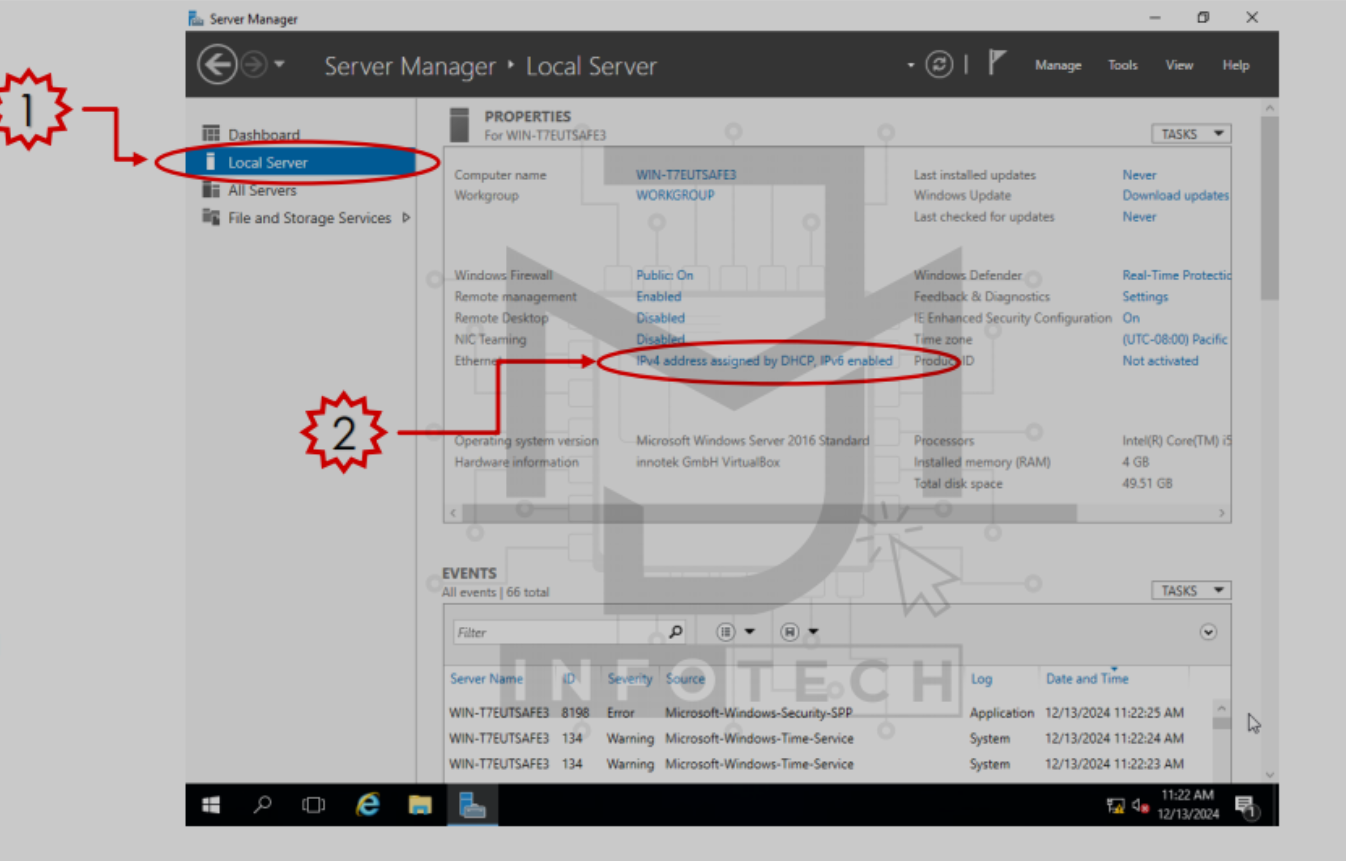 Server Manager
Server Manager • Local Server
Manage Tools View Help
1
Dashboard
Local Server
All Servers
File and Storage Services
PROPERTIES
For WIN-T7EUTSAFE3
TASKS
Computer name WIN-T7EUTSAFE3 Last installed updates Never
Workgroup WORKGROUP Windows Update Download updates
Last checked for updates Never
Windows Firewall Public: On Windows Defender Real-Time Protectic
Remote management Enabled Feedback & Diagnostics Settings
Remote Desktop Disabled IE Enhanced Security Configuration On
NIC Teaming Disabled Time zone (UTC-08:00) Pacific
Ethernet IPv4 address assigned by DHCP, IPv6 enabled Product ID Not activated
2
Operating system version Microsoft Windows Server 2016 Standard Processors Intel(R) Core(TM) i5
Hardware information innotek GmbH VirtualBox Installed memory (RAM) 4 GB
Total disk space 49.51 GB
EVENTS
All events | 66 total
TASKS
Filter
INFOTECH
Server Name ID Severity Source Log Date and Time
WIN-T7EUTSAFE3 8198 Error Microsoft-Windows-Security-SPP Application 12/13/2024 11:22:25 AM
WIN-T7EUTSAFE3 134 Warning Microsoft-Windows-Time-Service System 12/13/2024 11:22:24 AM
WIN-T7EUTSAFE3 134 Warning Microsoft-Windows-Time-Service System 12/13/2024 11:22:23 AM
11:22 AM
12/13/2024
1